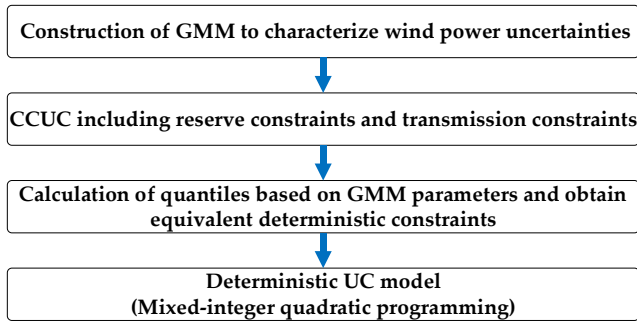 Construction of GMM to characterize wind power uncertainties
CCUC including reserve constraints and transmission constraints
Calculation of quantiles based on GMM parameters and obtain
equivalent deterministic constraints
Deterministic UC model
(Mixed-integer quadratic programming)